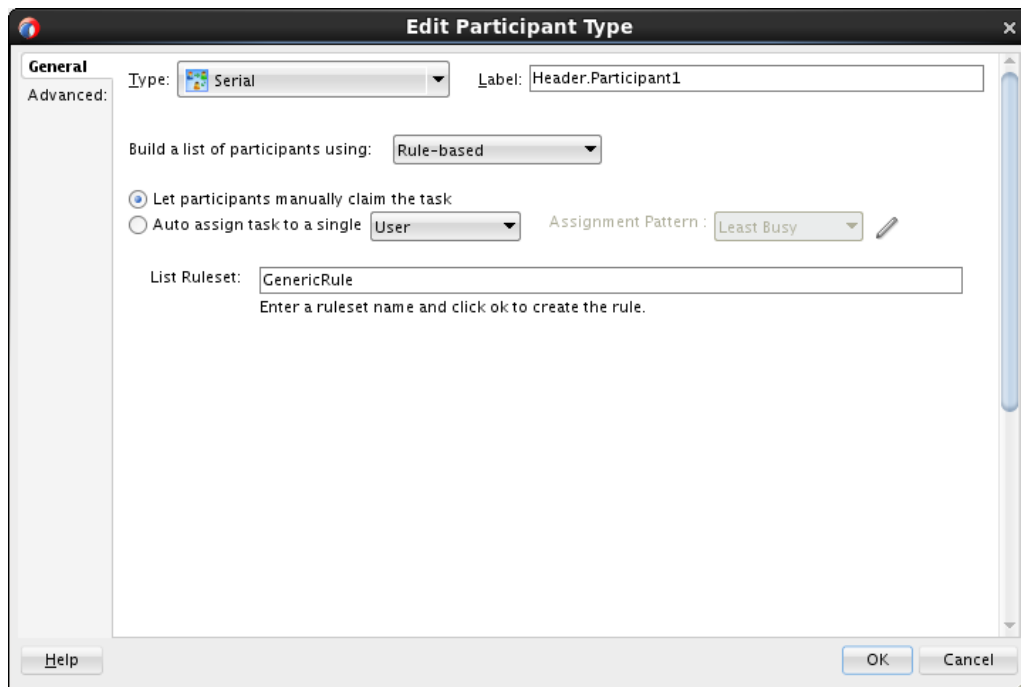 Edit Participant Type
General
Advanced:
Type: Serial Label: Header.Participant1
Build a list of participants using: Rule-based
Let participants manually claim the task
Auto assign task to a single User Assignment Pattern : Least Busy
List Ruleset: GenericRule
Enter a ruleset name and click ok to create the rule.
Help OK Cancel